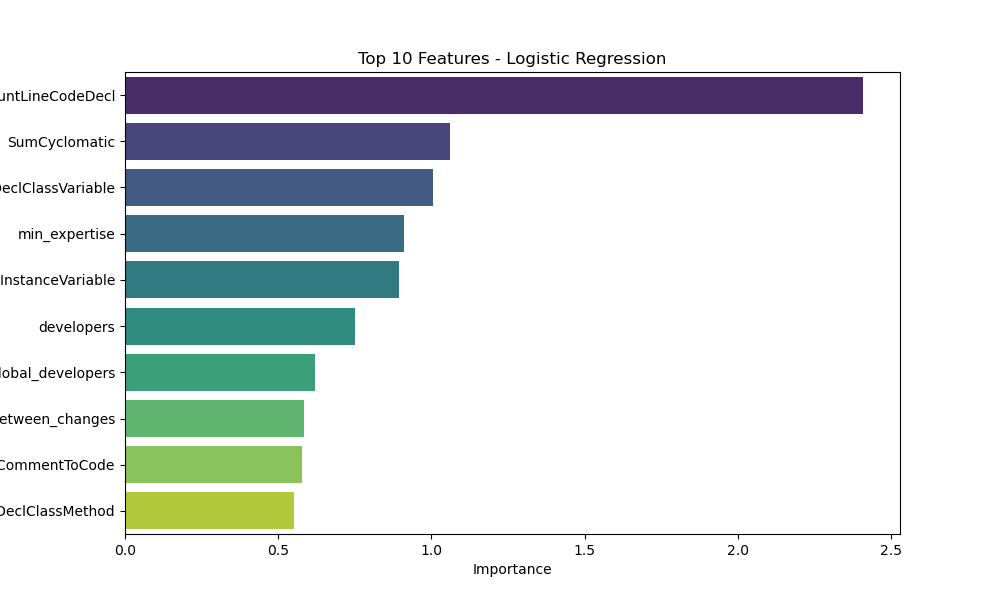 Top 10 Features - Logistic Regression
untLineCodeDecl
SumCyclomatic
DeclClassVariable
min_expertise
InstanceVariable
developers
lobal_developers
etween_changes
CommentToCode
DeclClassMethod
0.0 0.5 1.0 1.5 2.0 2.5
Importance